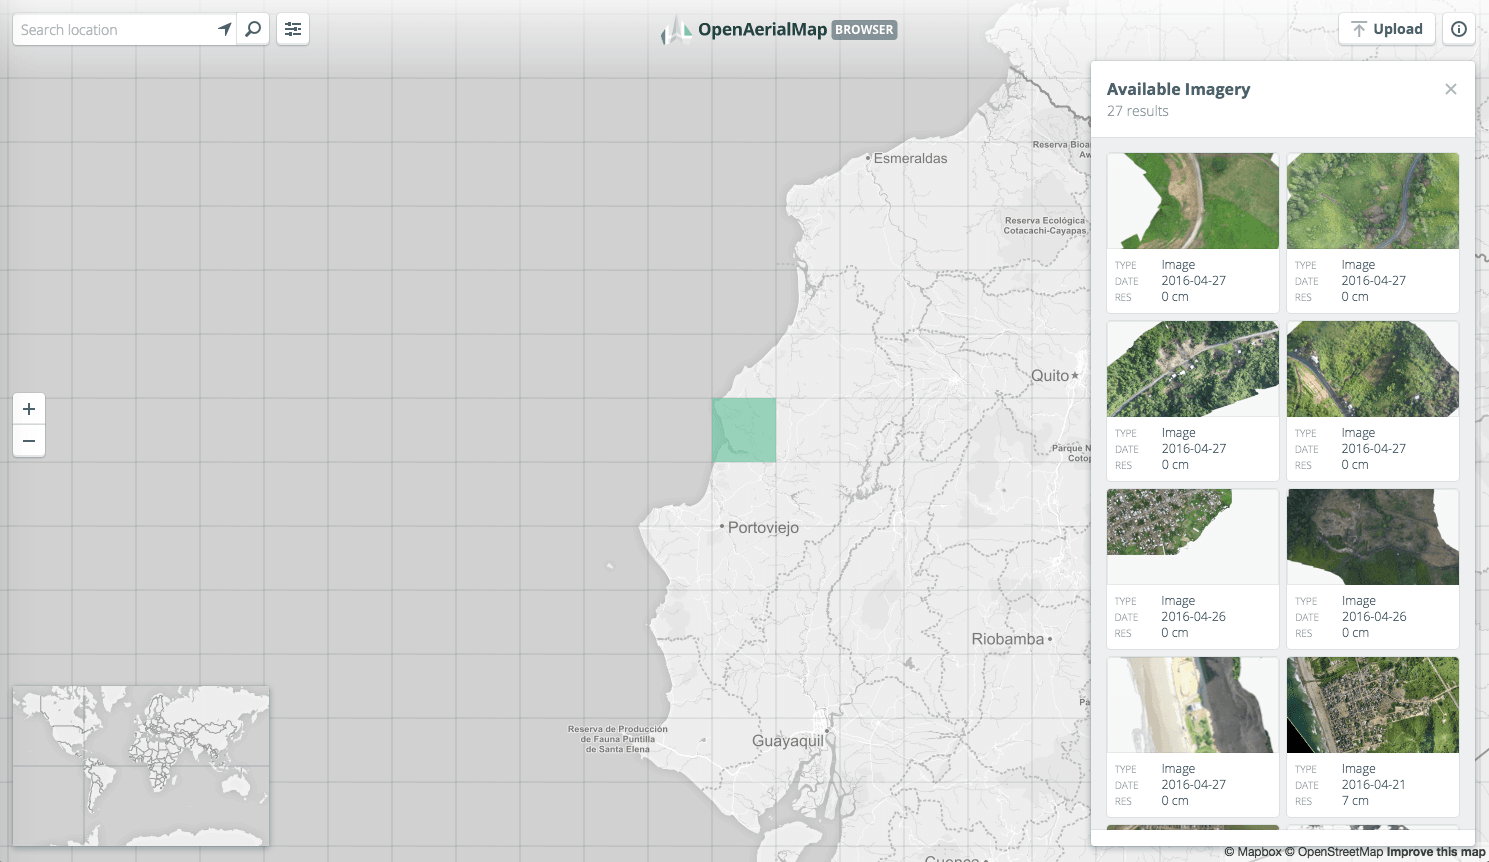 Search location
OpenAerialMap BROWSER
Upload
Available Imagery
27 results
Esmeraldas
Reserva Bioa
Aw
Reserva Ecológica
Cotacachi-Cayapas,
Quito
Parque N
Cotop
Portoviejo
Riobamba
Pa
Reserva de Producción
de Fauna Puntilla
de Santa Elena
Guayaquil
Cuenca
TYPE Image
DATE 2016-04-27
RES 0 cm
TYPE Image
DATE 2016-04-27
RES 0 cm
TYPE Image
DATE 2016-04-27
RES 0 cm
TYPE Image
DATE 2016-04-27
RES 0 cm
TYPE Image
DATE 2016-04-26
RES 0 cm
TYPE Image
DATE 2016-04-26
RES 0 cm
TYPE Image
DATE 2016-04-27
RES 0 cm
TYPE Image
DATE 2016-04-21
RES 7 cm
© Mapbox © OpenStreetMap Improve this map